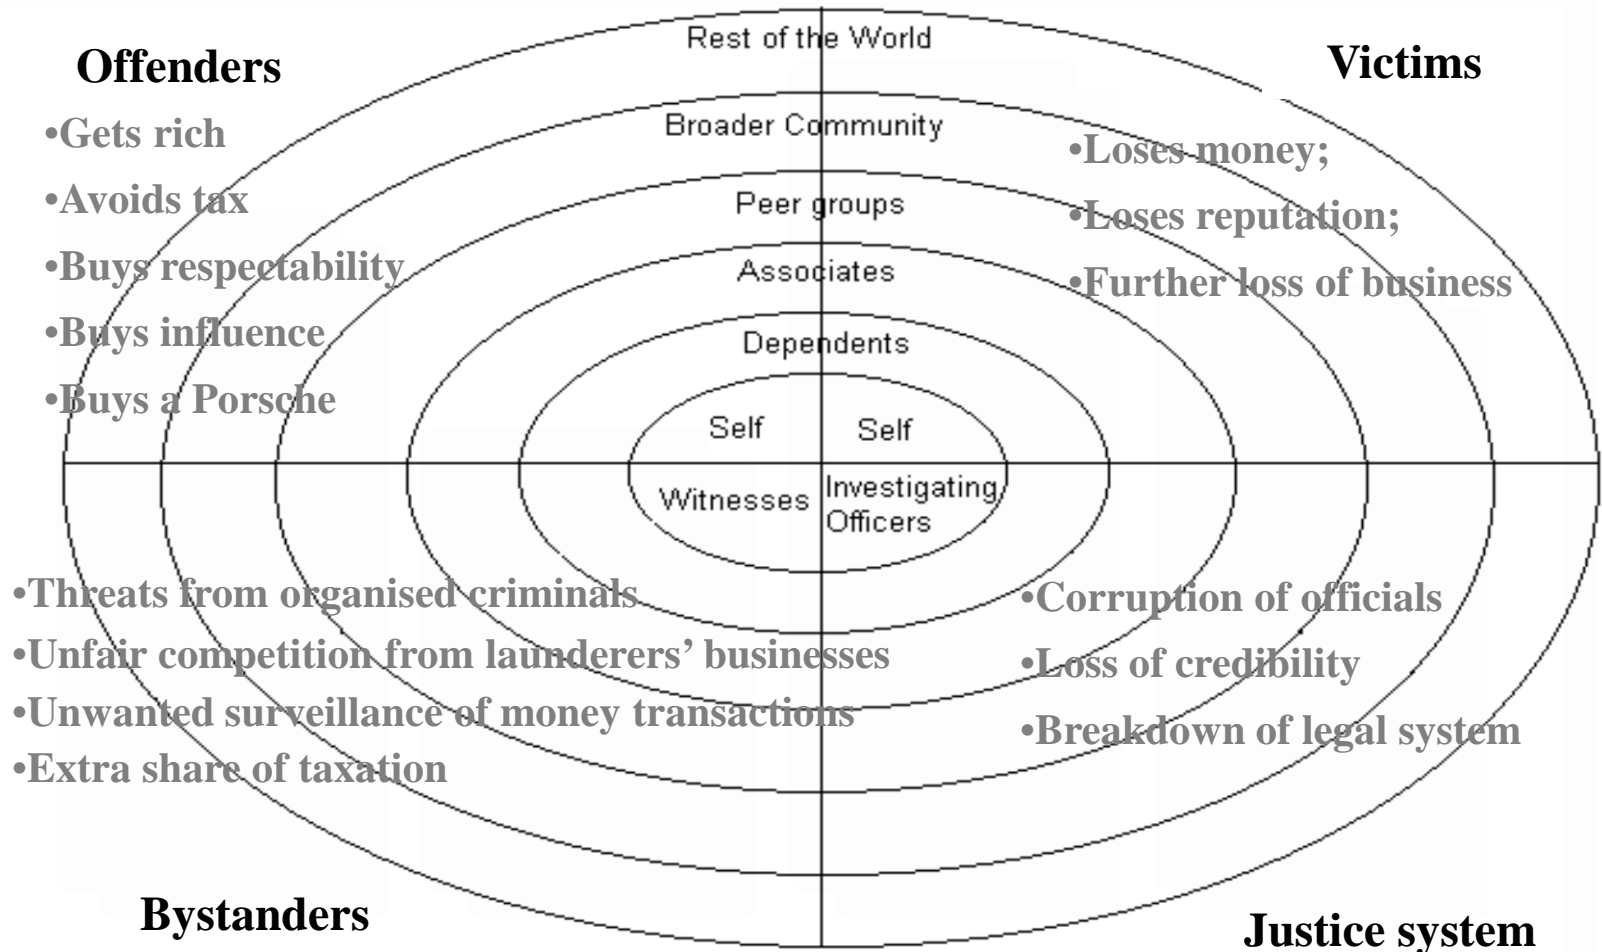 Offenders
•Gets rich
•Avoids tax
•Buys respectability
•Buys influence
•Buys a Porsche
Rest of the World
Broader Community
Peer groups
Associates
Dependents
Self
Self
Witnesses
Investigating
Officers
Victims
•Loses money;
•Loses reputation;
•Further loss of business
•Threats from organised criminals
•Unfair competition from launderers’ businesses
•Unwanted surveillance of money transactions
•Extra share of taxation
Bystanders
•Corruption of officials
•Loss of credibility
•Breakdown of legal system
Justice system